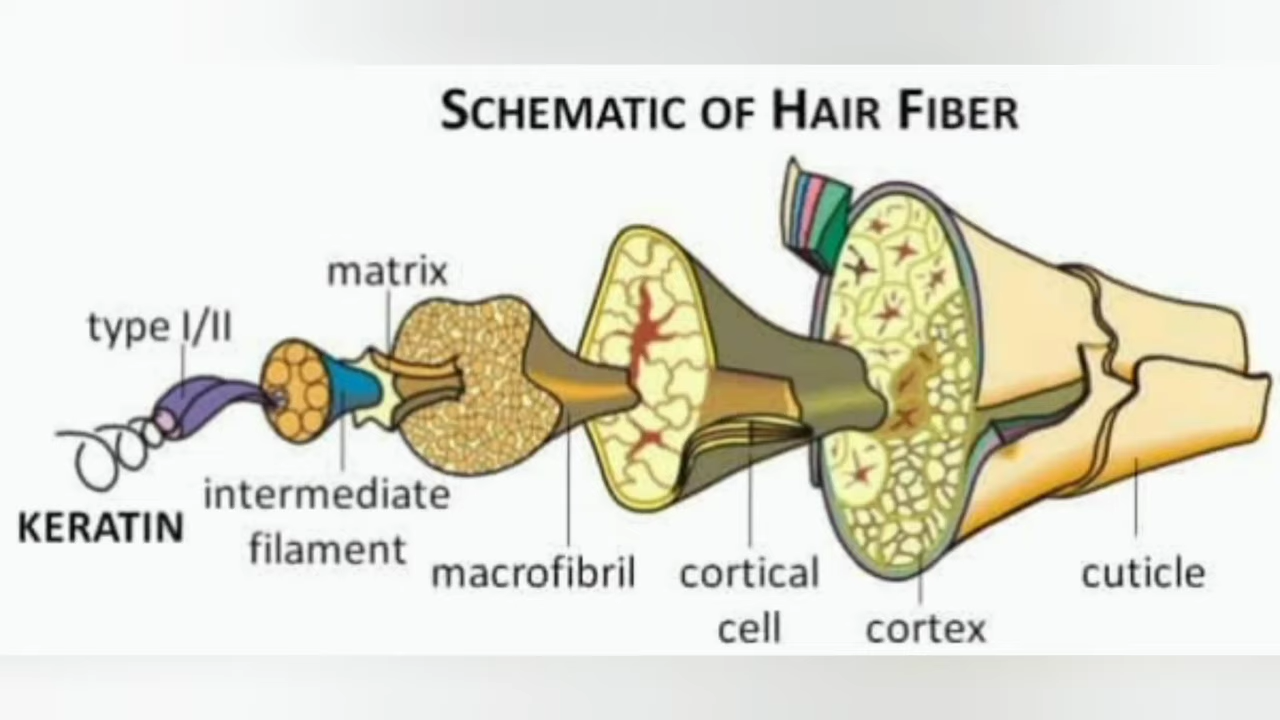 SCHEMATIC OF HAIR FIBER
matrix
type I/II
KERATIN
intermediate
filament
macrofibril
cortical
cell
cortex
cuticle